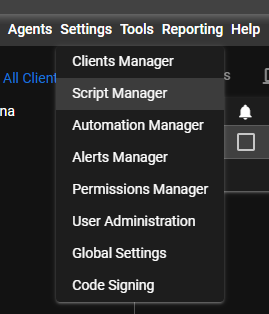 Agents Settings Tools Reporting Help
Clients Manager
All Client
s
Script Manager
na
Automation Manager
Alerts Manager
Permissions Manager
User Administration
Global Settings
Code Signing